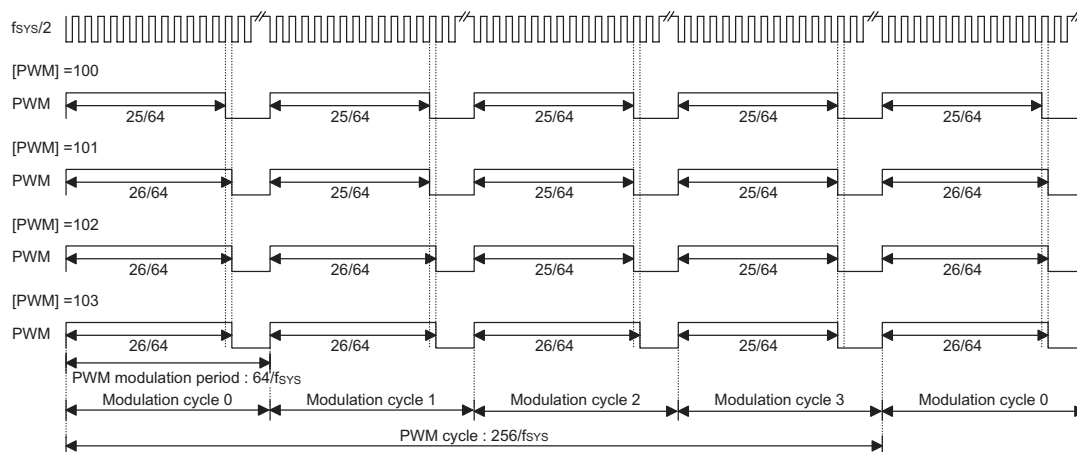 fSYS/2
[PWM] =100
PWM
25/64 25/64 25/64 25/64 25/64
[PWM] =101
PWM
26/64 25/64 25/64 25/64 26/64
[PWM] =102
PWM
26/64 26/64 25/64 25/64 26/64
[PWM] =103
PWM
26/64 26/64 26/64 25/64 26/64
PWM modulation period : 64/fSYS
Modulation cycle 0 Modulation cycle 1 Modulation cycle 2 Modulation cycle 3 Modulation cycle 0
PWM cycle : 256/fSYS